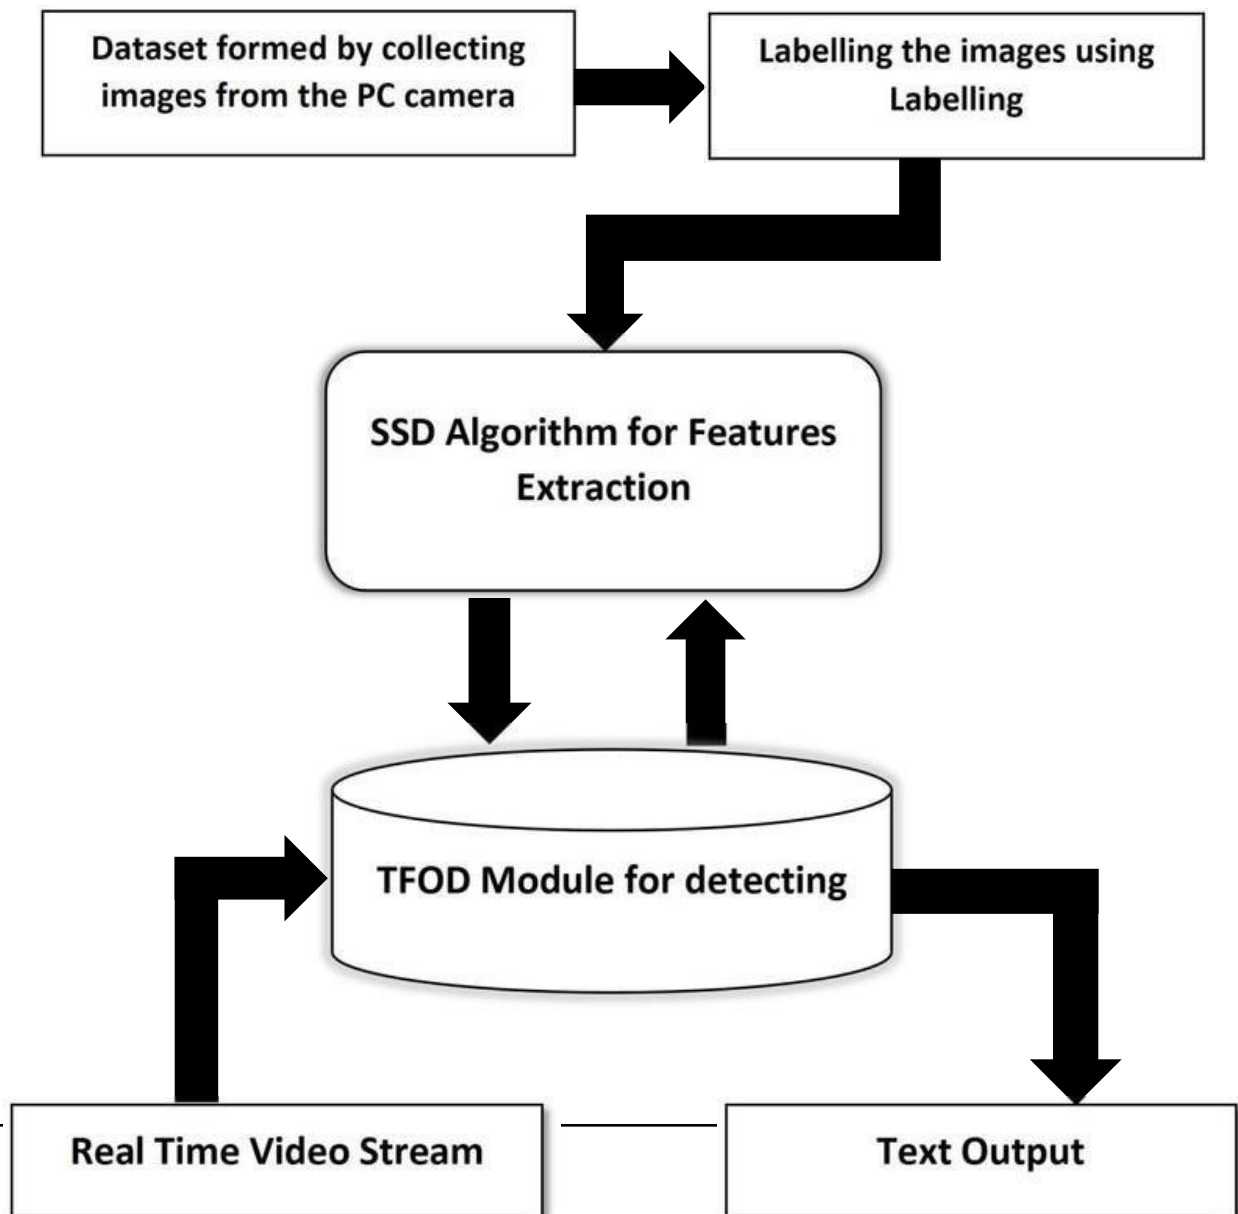 Dataset formed by collecting
images from the PC camera
Labelling the images using
Labelling
SSD Algorithm for Features
Extraction
TFOD Module for detecting
Real Time Video Stream
Text Output